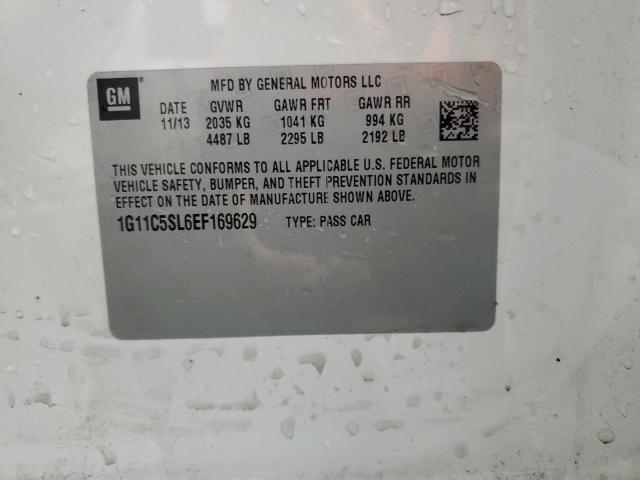 GM
MFD BY GENERAL MOTORS LLC
DATE GVWR GAWR FRT GAWR RR
11/13 2035 KG 1041 KG 994 KG
4487 LB 2295 LB 2192 LB
THIS VEHICLE CONFORMS TO ALL APPLICABLE U.S. FEDERAL MOTOR
VEHICLE SAFETY, BUMPER, AND THEFT PREVENTION STANDARDS IN
EFFECT ON THE DATE OF MANUFACTURE SHOWN ABOVE.
1G11C5SL6EF169629 TYPE: PASS CAR